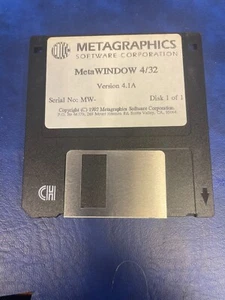 METAGRAPHICS
SOFTWARE CORPORATION
MetaWINDOW 4/32
Version 4.1A
Serial No: MW-
Disk 1 of 1
Copyright (C) Metagraphics Software Corporation